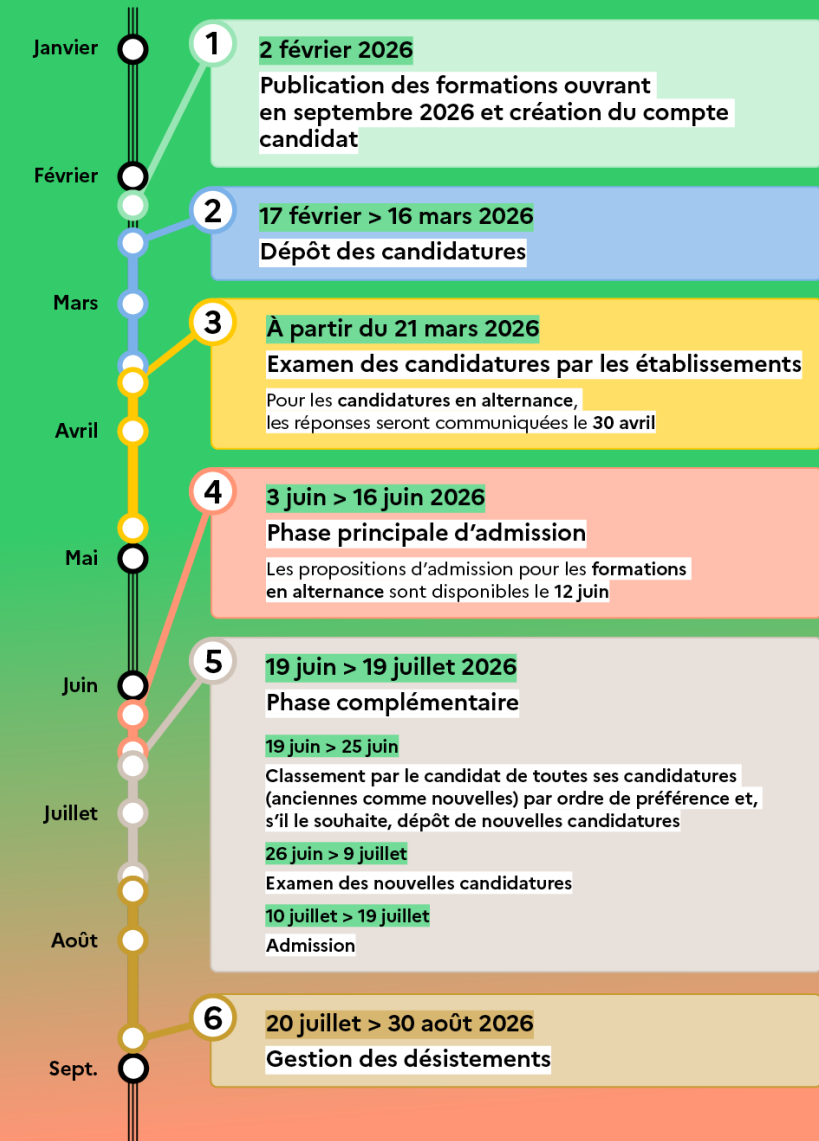 Janvier
Février
Mars
Avril
Mai
Juin
Juillet
Août
Sept.
1
2 février 2026
Publication des formations ouvrant
en septembre 2026 et création du compte
candidat
2
17 février > 16 mars 2026
Dépôt des candidatures
3
À partir du 21 mars 2026
Examen des candidatures par les établissements
Pour les candidatures en alternance,
les réponses seront communiquées le 30 avril
4
3 juin > 16 juin 2026
Phase principale d’admission
Les propositions d’admission pour les formations
en alternance sont disponibles le 12 juin
5
19 juin > 19 juillet 2026
Phase complémentaire
19 juin > 25 juin
Classement par le candidat de toutes ses candidatures
(anciennes comme nouvelles) par ordre de préférence et,
s’il le souhaite, dépôt de nouvelles candidatures
26 juin > 9 juillet
Examen des nouvelles candidatures
10 juillet > 19 juillet
Admission
6
20 juillet > 30 août 2026
Gestion des désistements